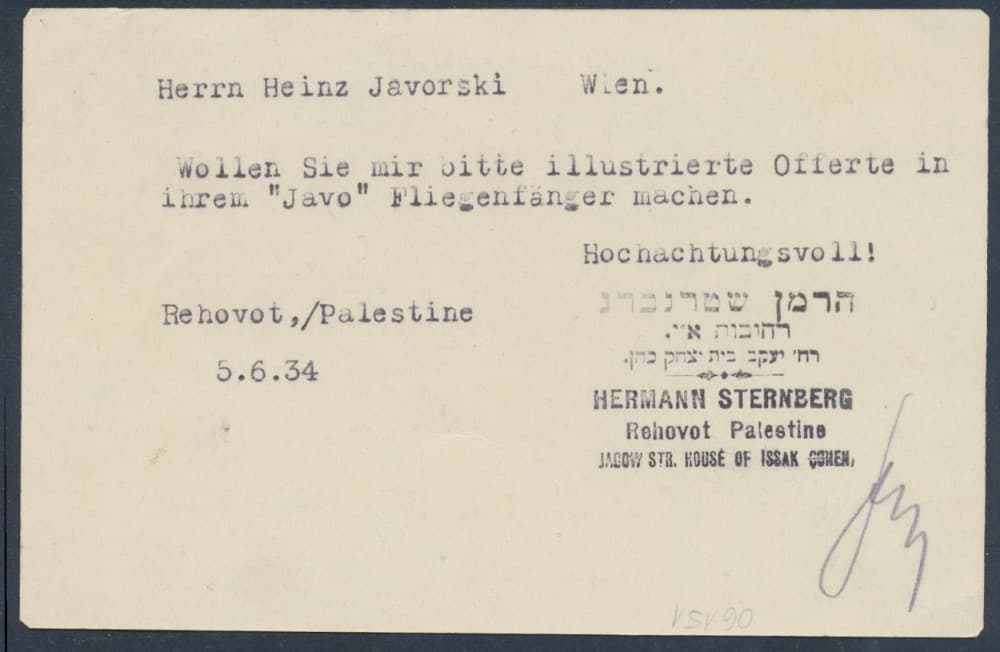 Herrn Heinz Javorski Wien.
Wollen Sie mir bitte illustrierte Offerte in
ihrem "Javo" Fliegenfänger machen.
Hochachtungsvoll!
Rehovot,/Palestine
5.6.34
הרמן שטרנברג
רחובות א"י.
רח' יעקב בית יצחק כהן.
HERMANN STERNBERG
Rehovot Palestine
JACOW STR. HOUSE OF ISSAK COHEN,